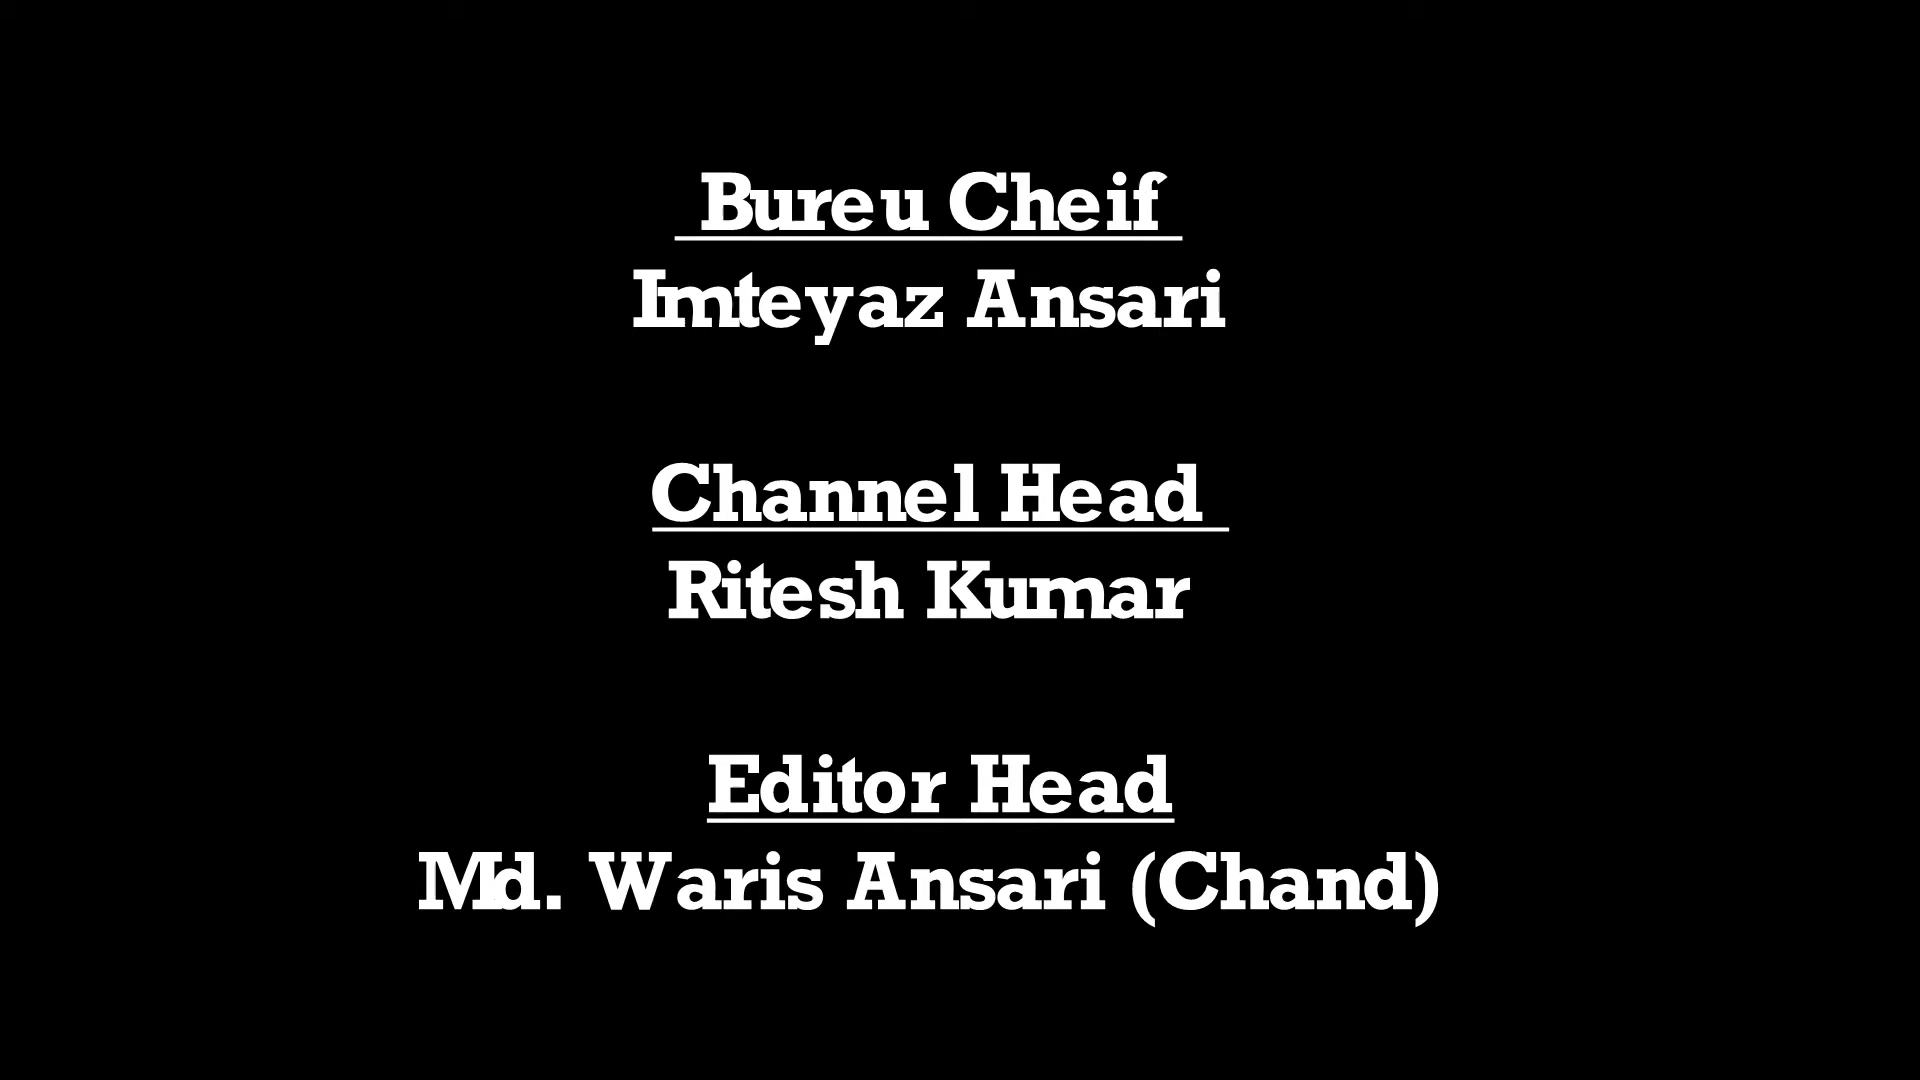 Bureu Cheif
Imteyaz Ansari
Channel Head
Ritesh Kumar
Editor Head
Md. Waris Ansari (Chand)